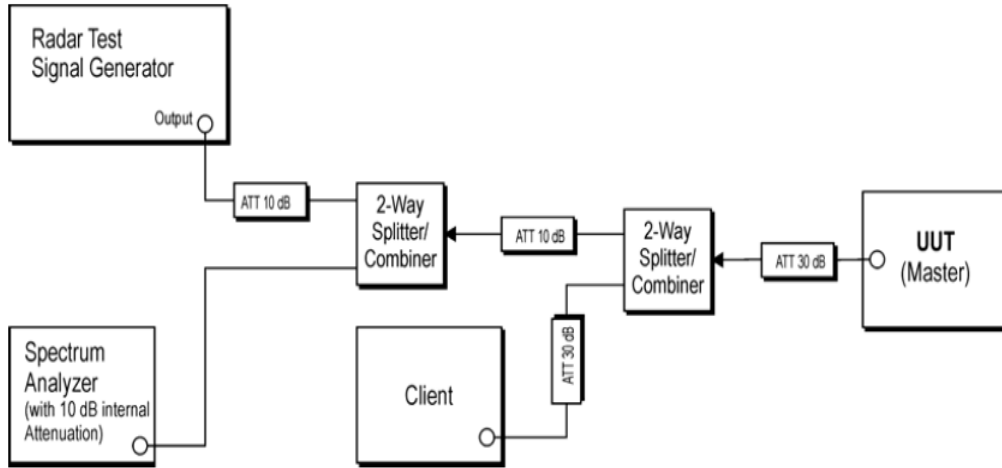 Radar Test
Signal Generator
Output
ATT 10 dB
2-Way
Splitter/
Combiner
ATT 10 dB
2-Way
Splitter/
Combiner
ATT 30 dB
UUT
(Master)
Spectrum
Analyzer
(with 10 dB internal
Attenuation)
Client
ATT 30 dB